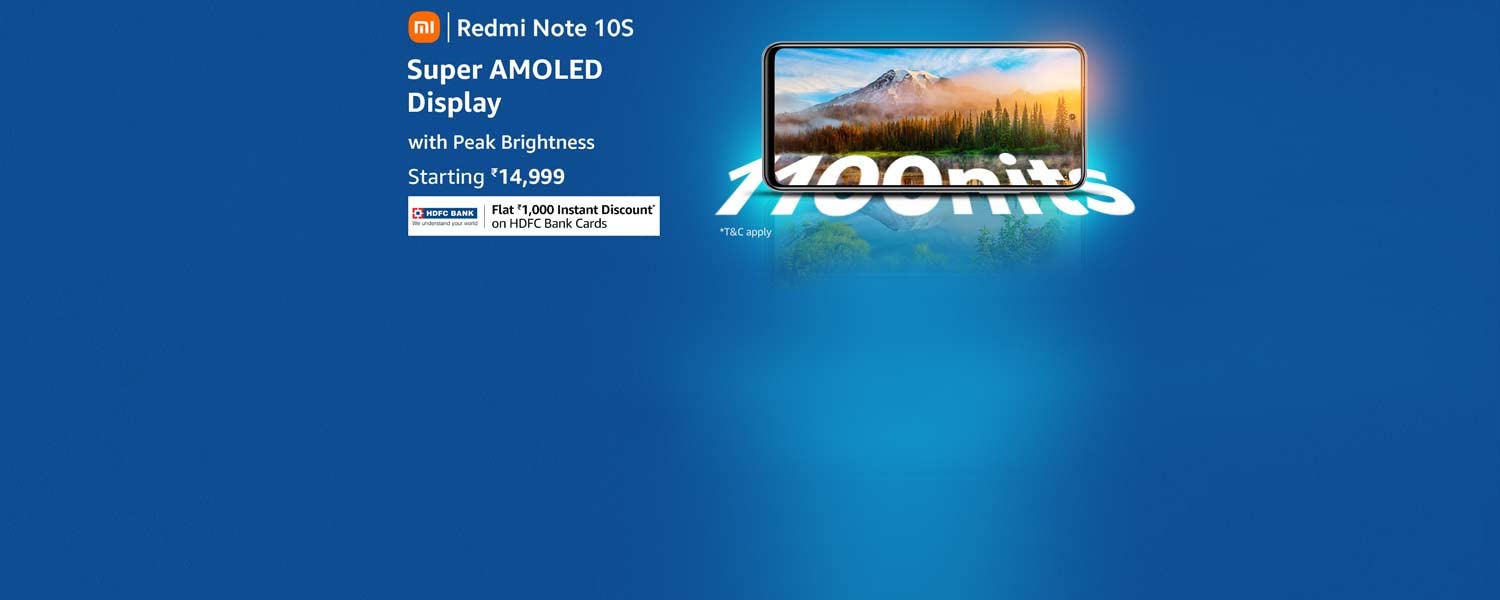 mi | Redmi Note 10S
Super AMOLED
Display
with Peak Brightness
Starting ₹14,999
HDFC BANK
We understand your world
Flat ₹1,000 Instant Discount*
on HDFC Bank Cards
1100nits
*T&C apply